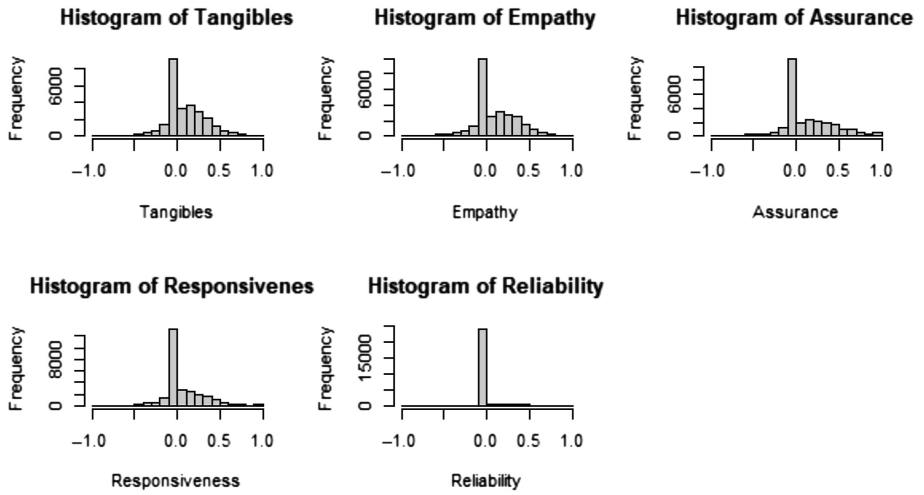 Histogram of Tangibles
Frequency
0 6000
−1.0 0.0 0.5 1.0
Tangibles
Histogram of Empathy
Frequency
0 6000
−1.0 0.0 0.5 1.0
Empathy
Histogram of Assurance
Frequency
0 6000
−1.0 0.0 0.5 1.0
Assurance
Histogram of Responsivenes
Frequency
0 8000
−1.0 0.0 0.5 1.0
Responsiveness
Histogram of Reliability
Frequency
0 15000
−1.0 0.0 0.5 1.0
Reliability